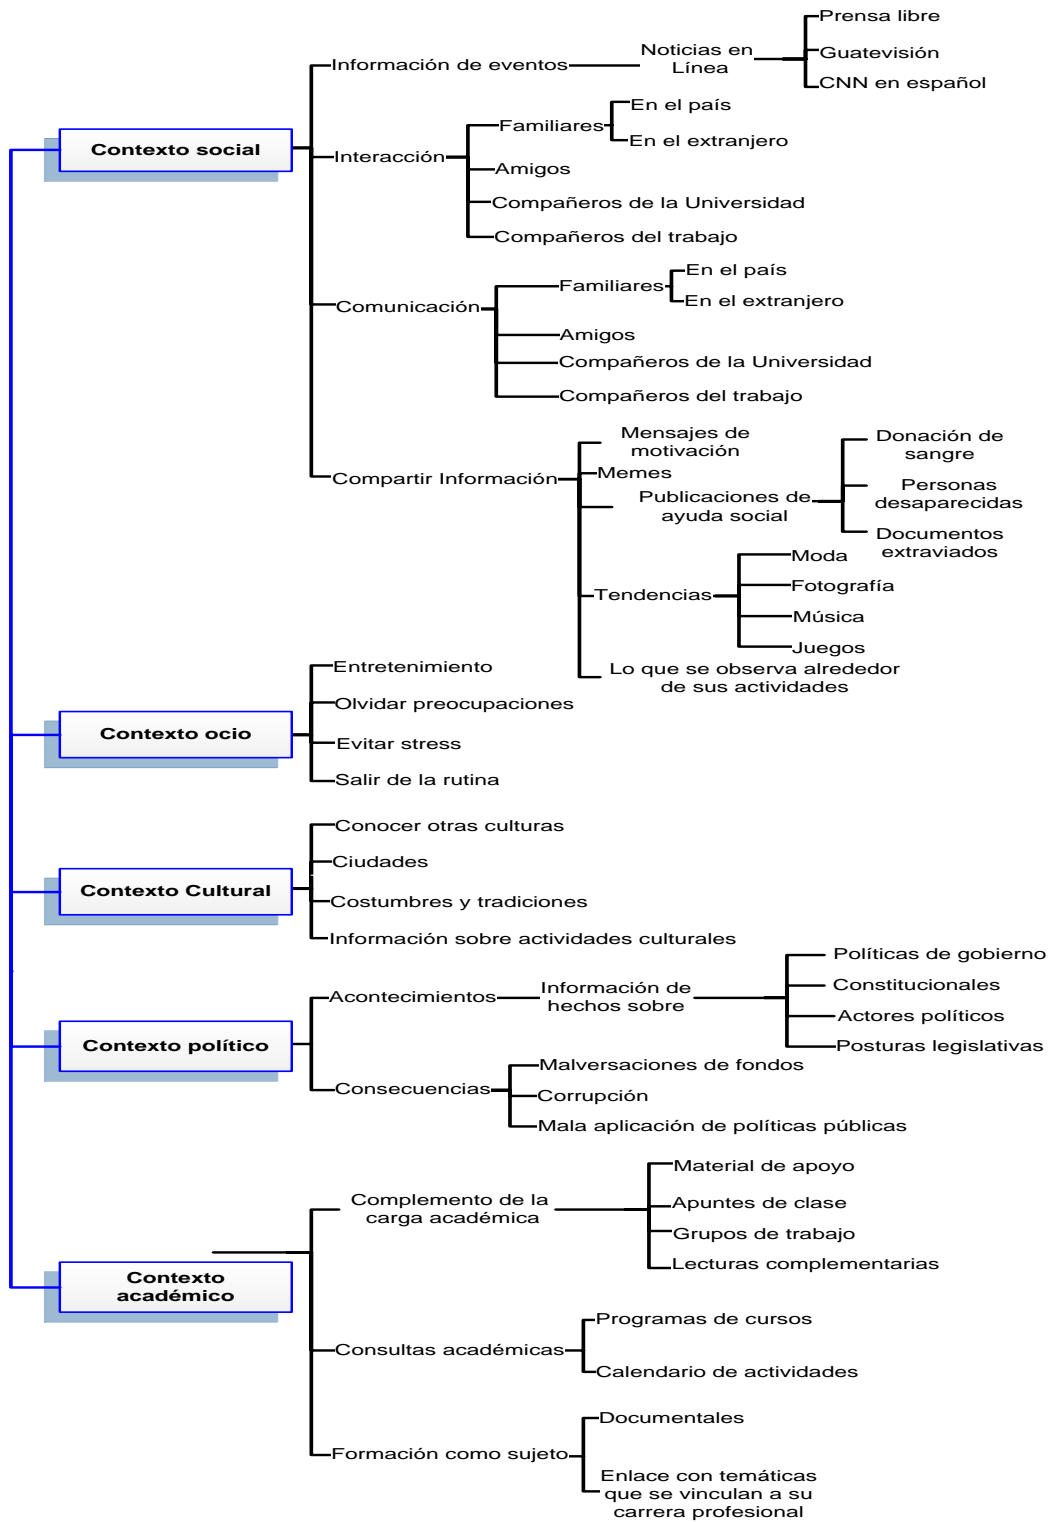 Contexto social
Información de eventos
Noticias en
Línea
Prensa libre
Guatevisión
CNN en español
Interacción
Familiares
En el país
En el extranjero
Amigos
Compañeros de la Universidad
Compañeros del trabajo
Comunicación
Familiares
En el país
En el extranjero
Amigos
Compañeros de la Universidad
Compañeros del trabajo
Compartir Información
Mensajes de
motivación
Memes
Publicaciones de
ayuda social
Donación de
sangre
Personas
desaparecidas
Documentos
extraviados
Tendencias
Moda
Fotografía
Música
Juegos
Lo que se observa alrededor
de sus actividades
Contexto ocio
Entretenimiento
Olvidar preocupaciones
Evitar stress
Salir de la rutina
Contexto Cultural
Conocer otras culturas
Ciudades
Costumbres y tradiciones
Información sobre actividades culturales
Contexto político
Acontecimientos
Información de
hechos sobre
Políticas de gobierno
Constitucionales
Actores políticos
Posturas legislativas
Consecuencias
Malversaciones de fondos
Corrupción
Mala aplicación de políticas públicas
Contexto
académico
Complemento de la
carga académica
Material de apoyo
Apuntes de clase
Grupos de trabajo
Lecturas complementarias
Consultas académicas
Programas de cursos
Calendario de actividades
Formación como sujeto
Documentales
Enlace con temáticas
que se vinculan a su
carrera profesional